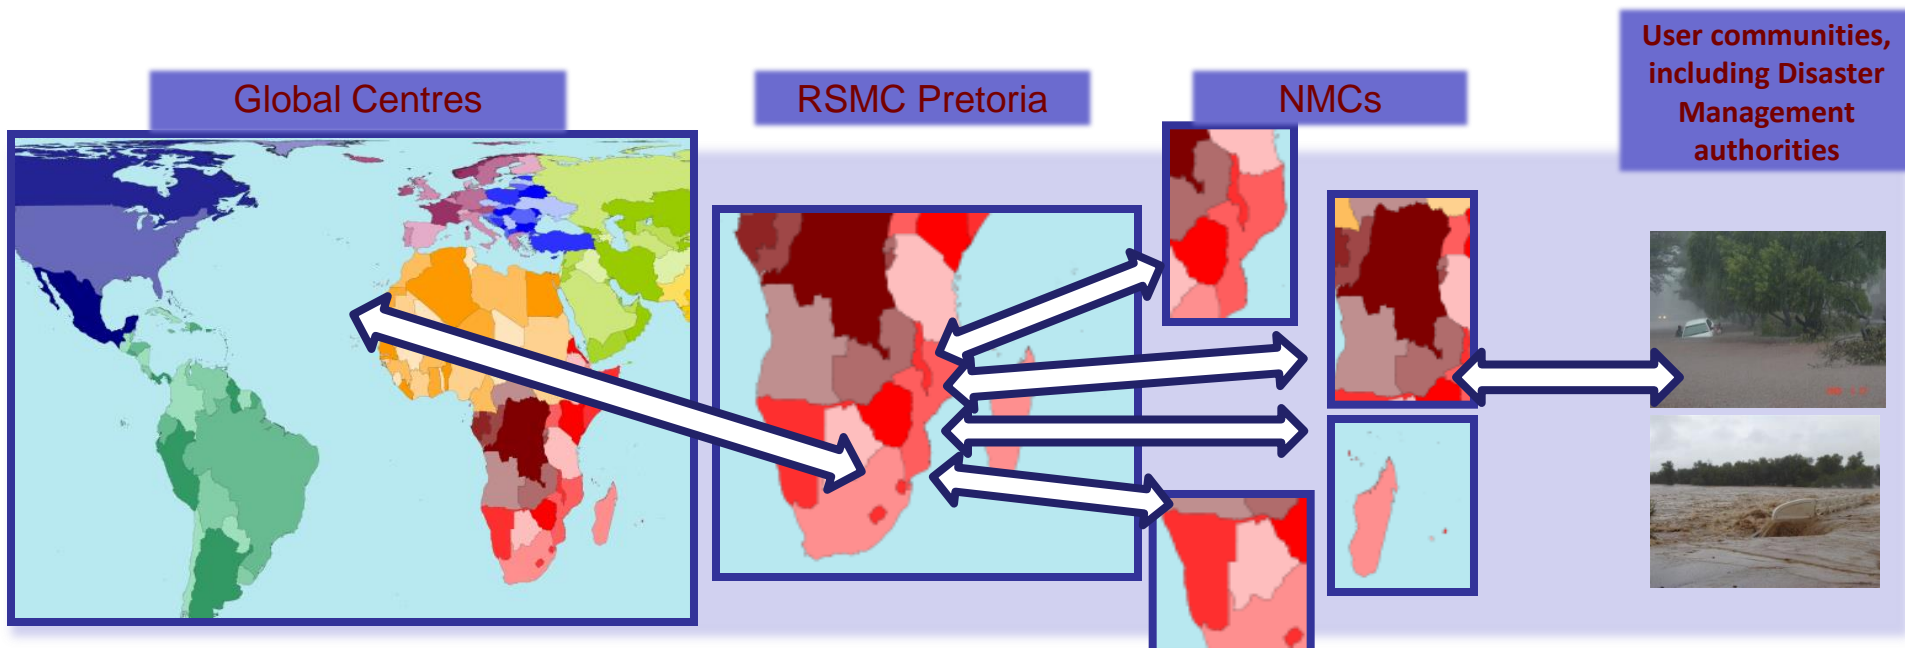 Global Centres
RSMC Pretoria
NMCs
User communities,
including Disaster
Management
authorities